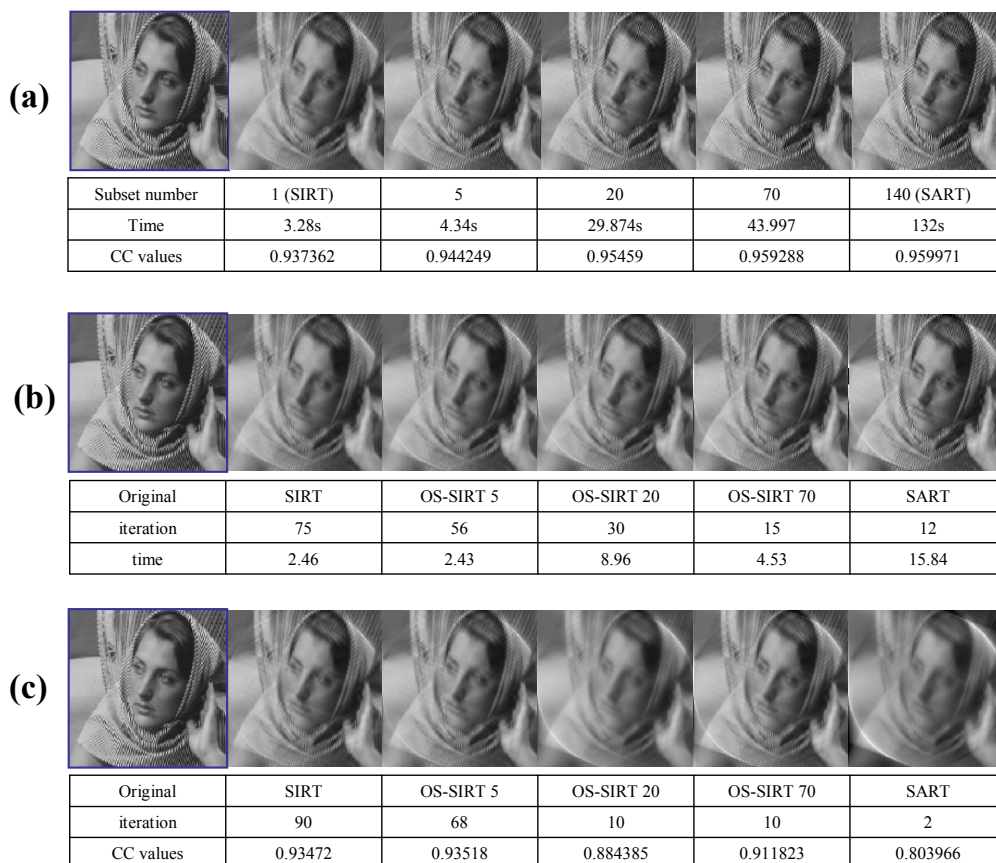 (a)
Subset number 1 (SIRT) 5 20 70 140 (SART)
Time 3.28s 4.34s 29.874s 43.997 132s
CC values 0.937362 0.944249 0.95459 0.959288 0.959971
(b)
Original SIRT OS-SIRT 5 OS-SIRT 20 OS-SIRT 70 SART
iteration 75 56 30 15 12
time 2.46 2.43 8.96 4.53 15.84
(c)
Original SIRT OS-SIRT 5 OS-SIRT 20 OS-SIRT 70 SART
iteration 90 68 10 10 2
CC values 0.93472 0.93518 0.884385 0.911823 0.803966